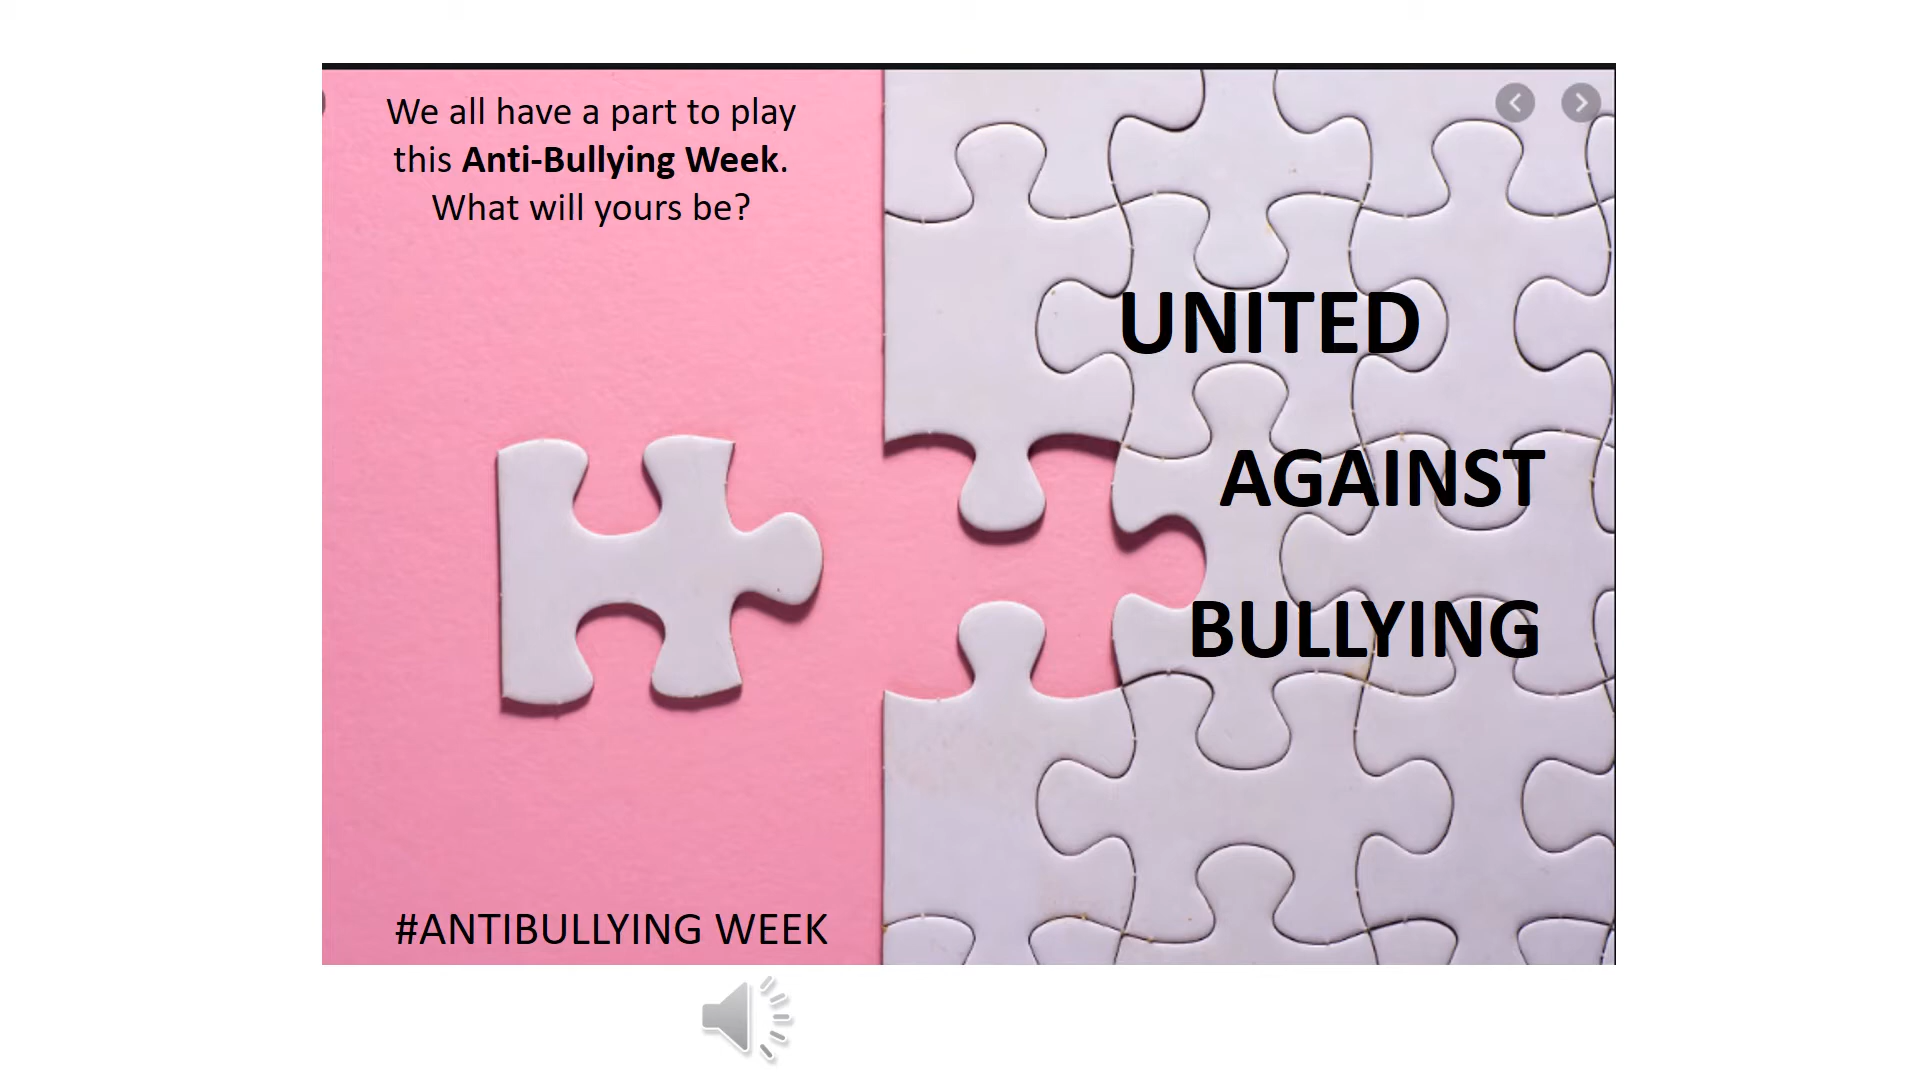 We all have a part to play
this Anti-Bullying Week.
What will yours be?
UNITED
AGAINST
BULLYING
#ANTIBULLYING WEEK